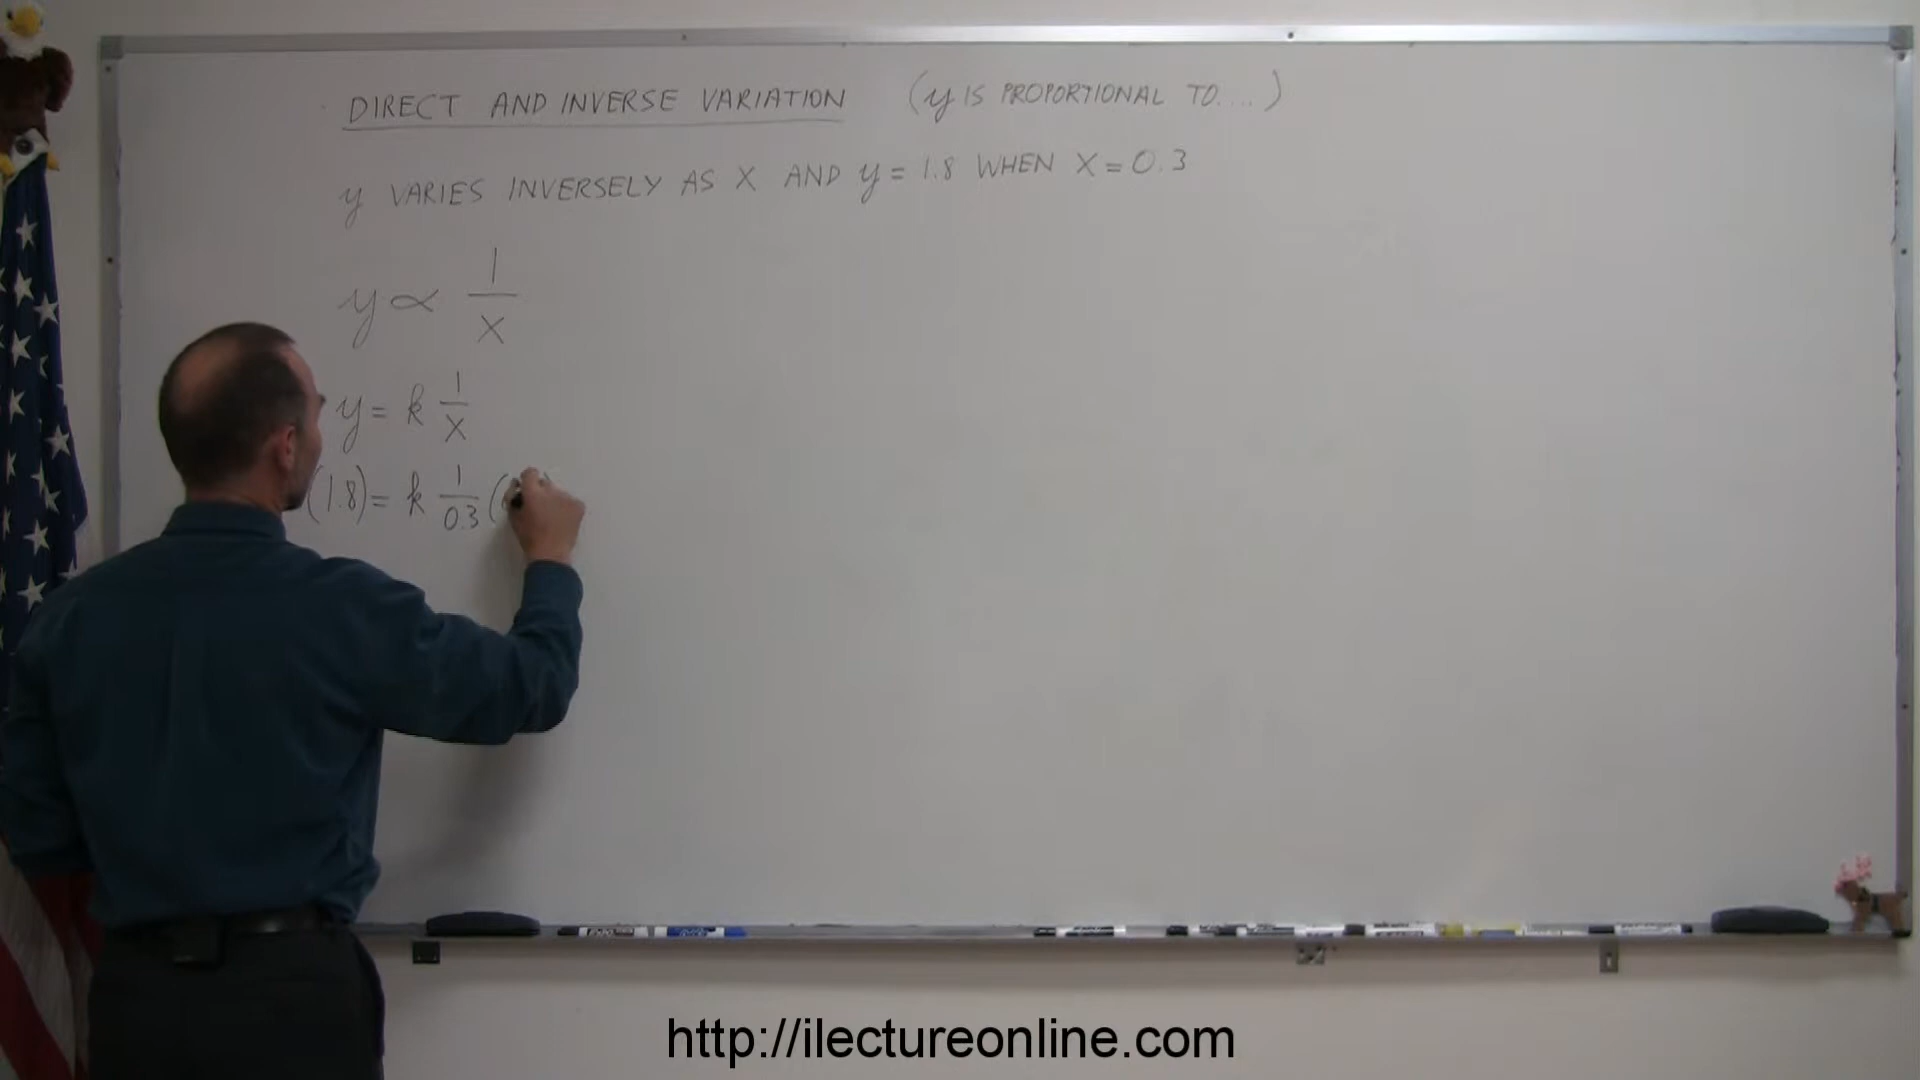 DIRECT AND INVERSE VARIATION (y IS PROPORTIONAL TO....)
y VARIES INVERSELY AS X AND y = 1.8 WHEN X = 0.3
y ∝ 1/X
y = k 1/X
(1.8) = k 1/0.3 (
http://ilectureonline.com